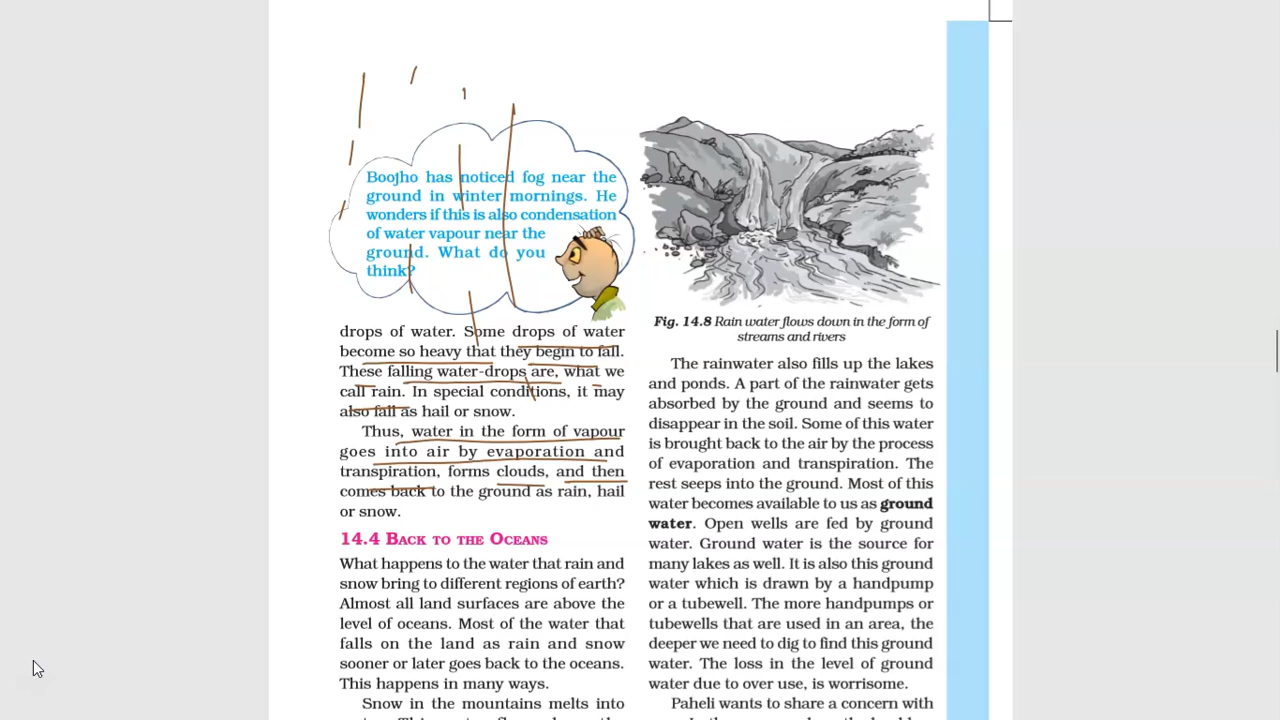 Boojho has noticed fog near the
ground in winter mornings. He
wonders if this is also condensation
of water vapour near the
ground. What do you
think?
drops of water. Some drops of water
become so heavy that they begin to fall.
These falling water-drops are, what we
call rain. In special conditions, it may
also fall as hail or snow.
Thus, water in the form of vapour
goes into air by evaporation and
transpiration, forms clouds, and then
comes back to the ground as rain, hail
or snow.
14.4 BACK TO THE OCEANS
What happens to the water that rain and
snow bring to different regions of earth?
Almost all land surfaces are above the
level of oceans. Most of the water that
falls on the land as rain and snow
sooner or later goes back to the oceans.
This happens in many ways.
Snow in the mountains melts into
Fig. 14.8 Rain water flows down in the form of
streams and rivers
The rainwater also fills up the lakes
and ponds. A part of the rainwater gets
absorbed by the ground and seems to
disappear in the soil. Some of this water
is brought back to the air by the process
of evaporation and transpiration. The
rest seeps into the ground. Most of this
water becomes available to us as ground
water. Open wells are fed by ground
water. Ground water is the source for
many lakes as well. It is also this ground
water which is drawn by a handpump
or a tubewell. The more handpumps or
tubewells that are used in an area, the
deeper we need to dig to find this ground
water. The loss in the level of ground
water due to over use, is worrisome.
Paheli wants to share a concern with